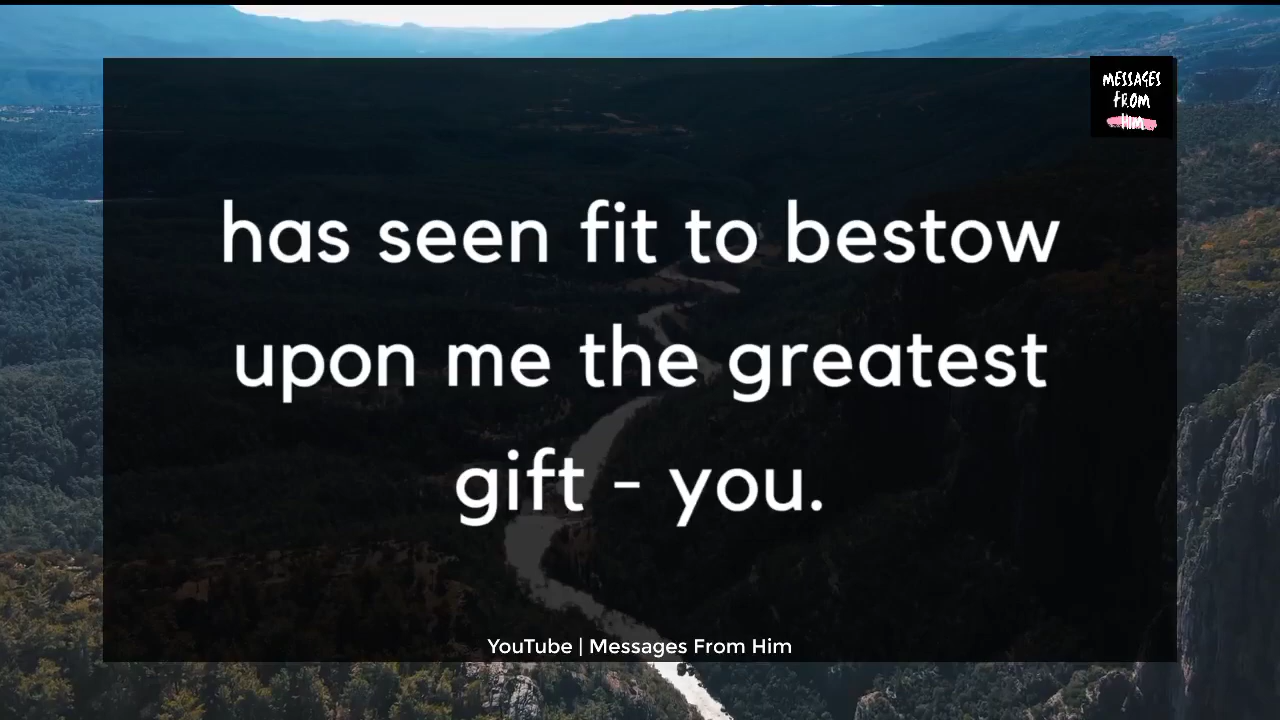 MESSAGES
FROM
HIM
has seen fit to bestow
upon me the greatest
gift - you.
YouTube | Messages From Him